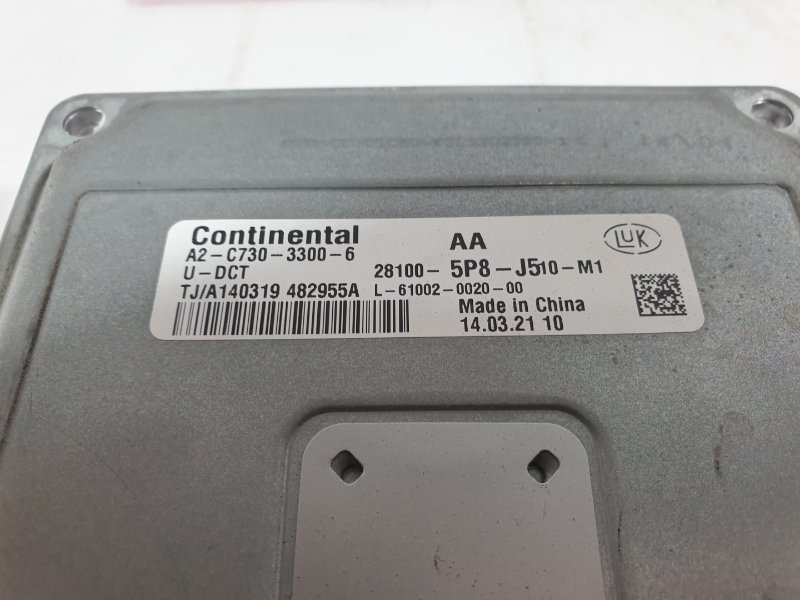 Continental AA LUK
A2-C730-3300-6
U-DCT 28100-5P8-J510-M1
TJ/A140319 482955A L-61002-0020-00
Made in China
14.03.21 10